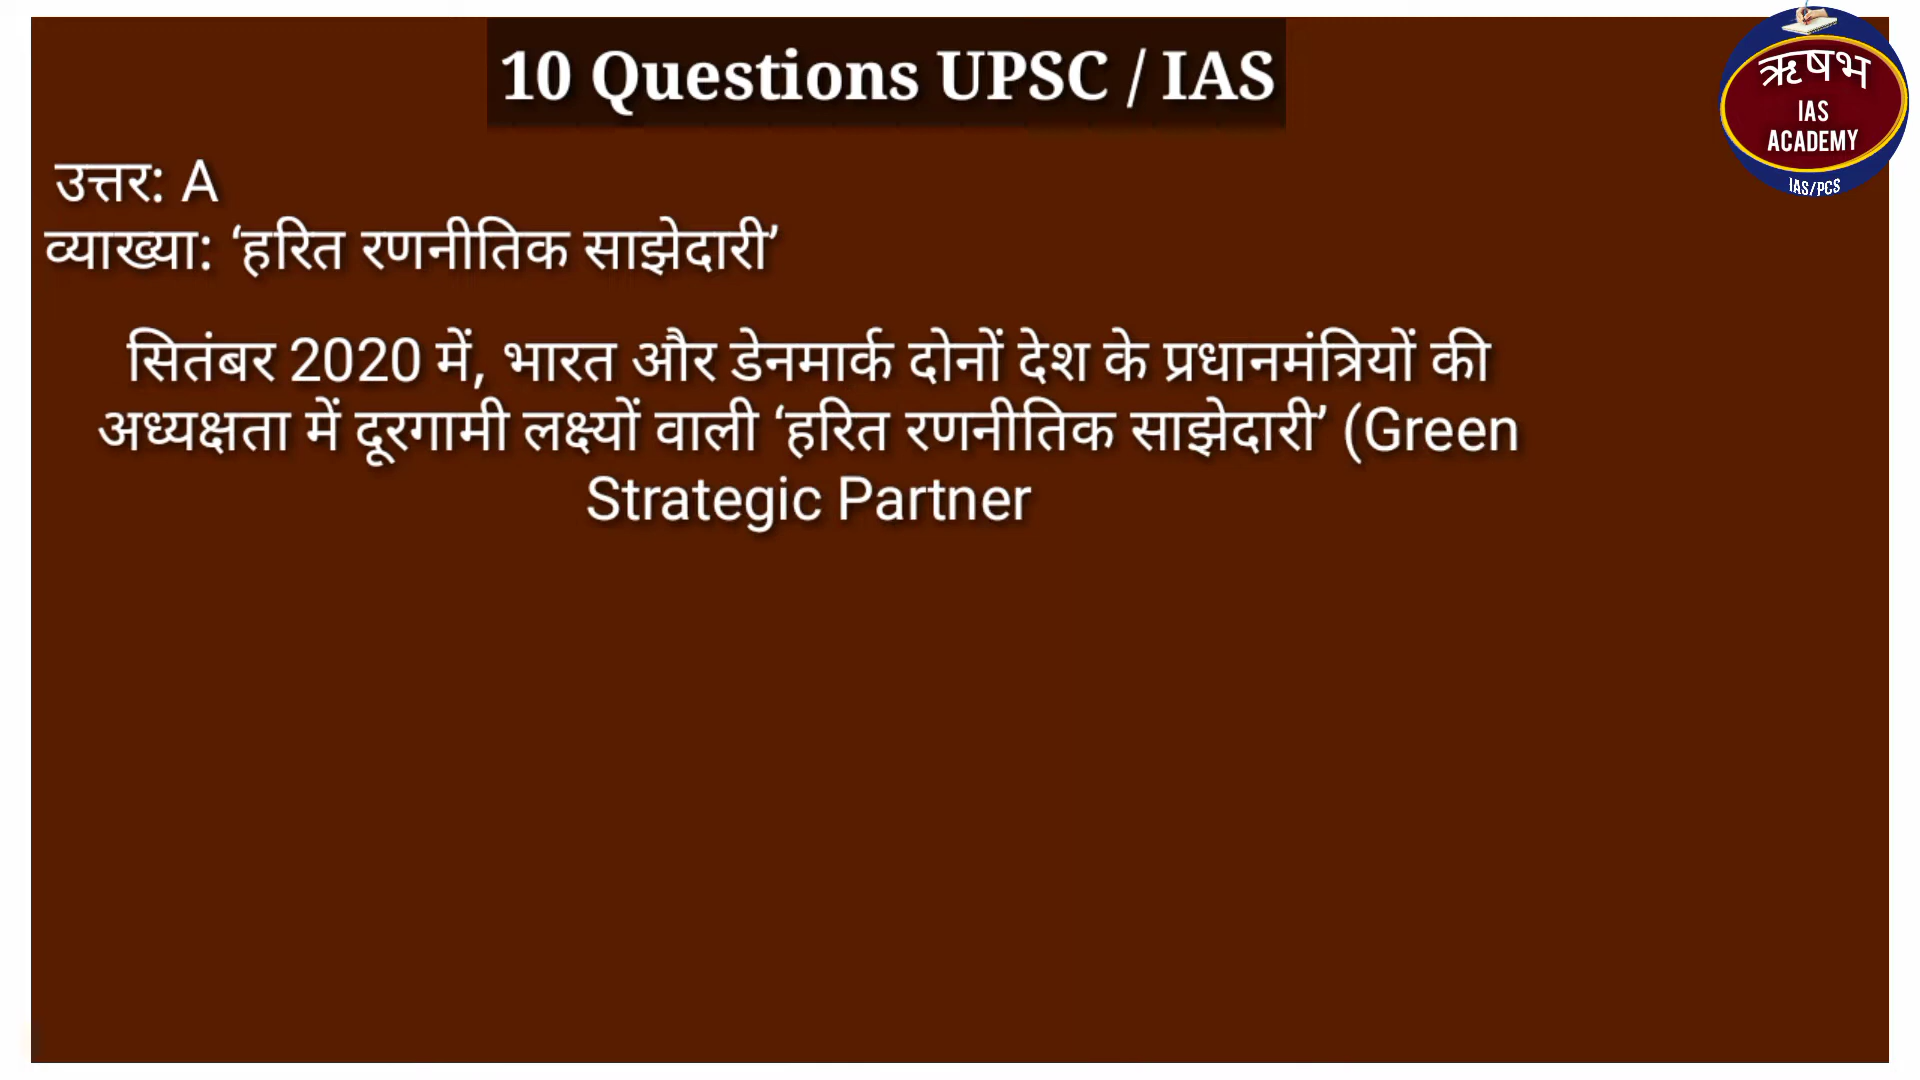 10 Questions UPSC / IAS
ऋषभ
IAS
ACADEMY
IAS/PCS
उत्तर: A
व्याख्या: ‘हरित रणनीतिक साझेदारी’
सितंबर 2020 में, भारत और डेनमार्क दोनों देश के प्रधानमंत्रियों की
अध्यक्षता में दूरगामी लक्ष्यों वाली ‘हरित रणनीतिक साझेदारी’ (Green
Strategic Partner